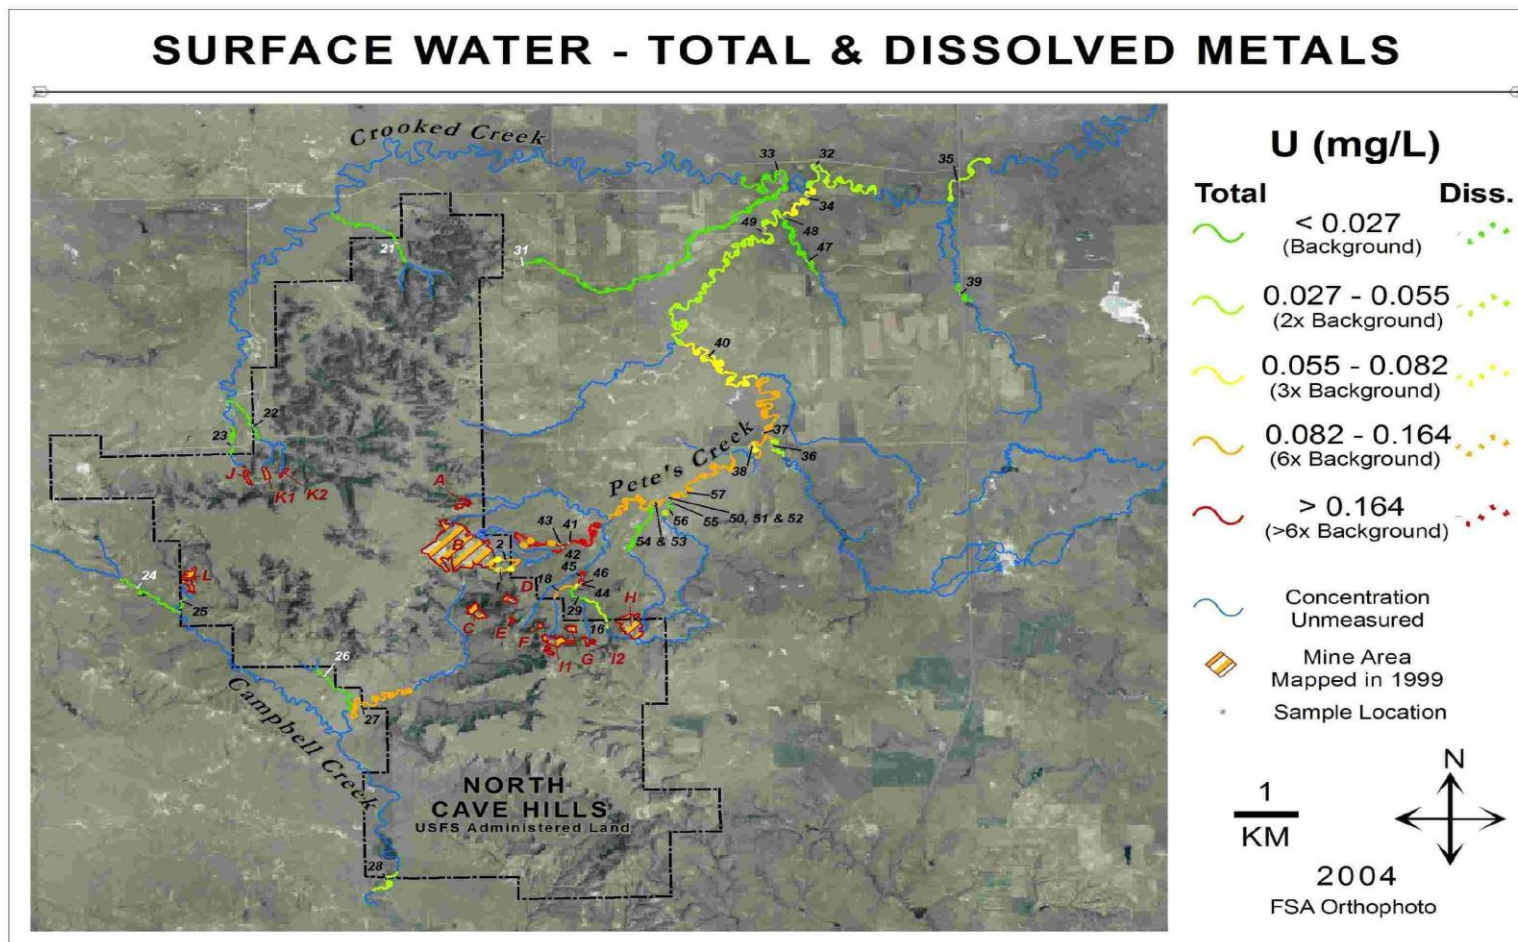 SURFACE WATER - TOTAL & DISSOLVED METALS
Crooked Creek
33
32
35
34
21
49
48
31
47
39
40
22
23
37
Pete's Creek
36
38
J
K1
K2
A
57
50, 51 & 52
56
55
54 & 53
43
41
B
2
42
45
46
1
18
44
24
L
25
D
29
H
C
E
16
F
I1
G
I2
26
27
Campbell Creek
NORTH
CAVE HILLS
USFS Administered Land
28
U (mg/L)
Total Diss.
< 0.027
(Background)
0.027 - 0.055
(2x Background)
0.055 - 0.082
(3x Background)
0.082 - 0.164
(6x Background)
> 0.164
(>6x Background)
Concentration
Unmeasured
Mine Area
Mapped in 1999
Sample Location
1
KM
N
2004
FSA Orthophoto